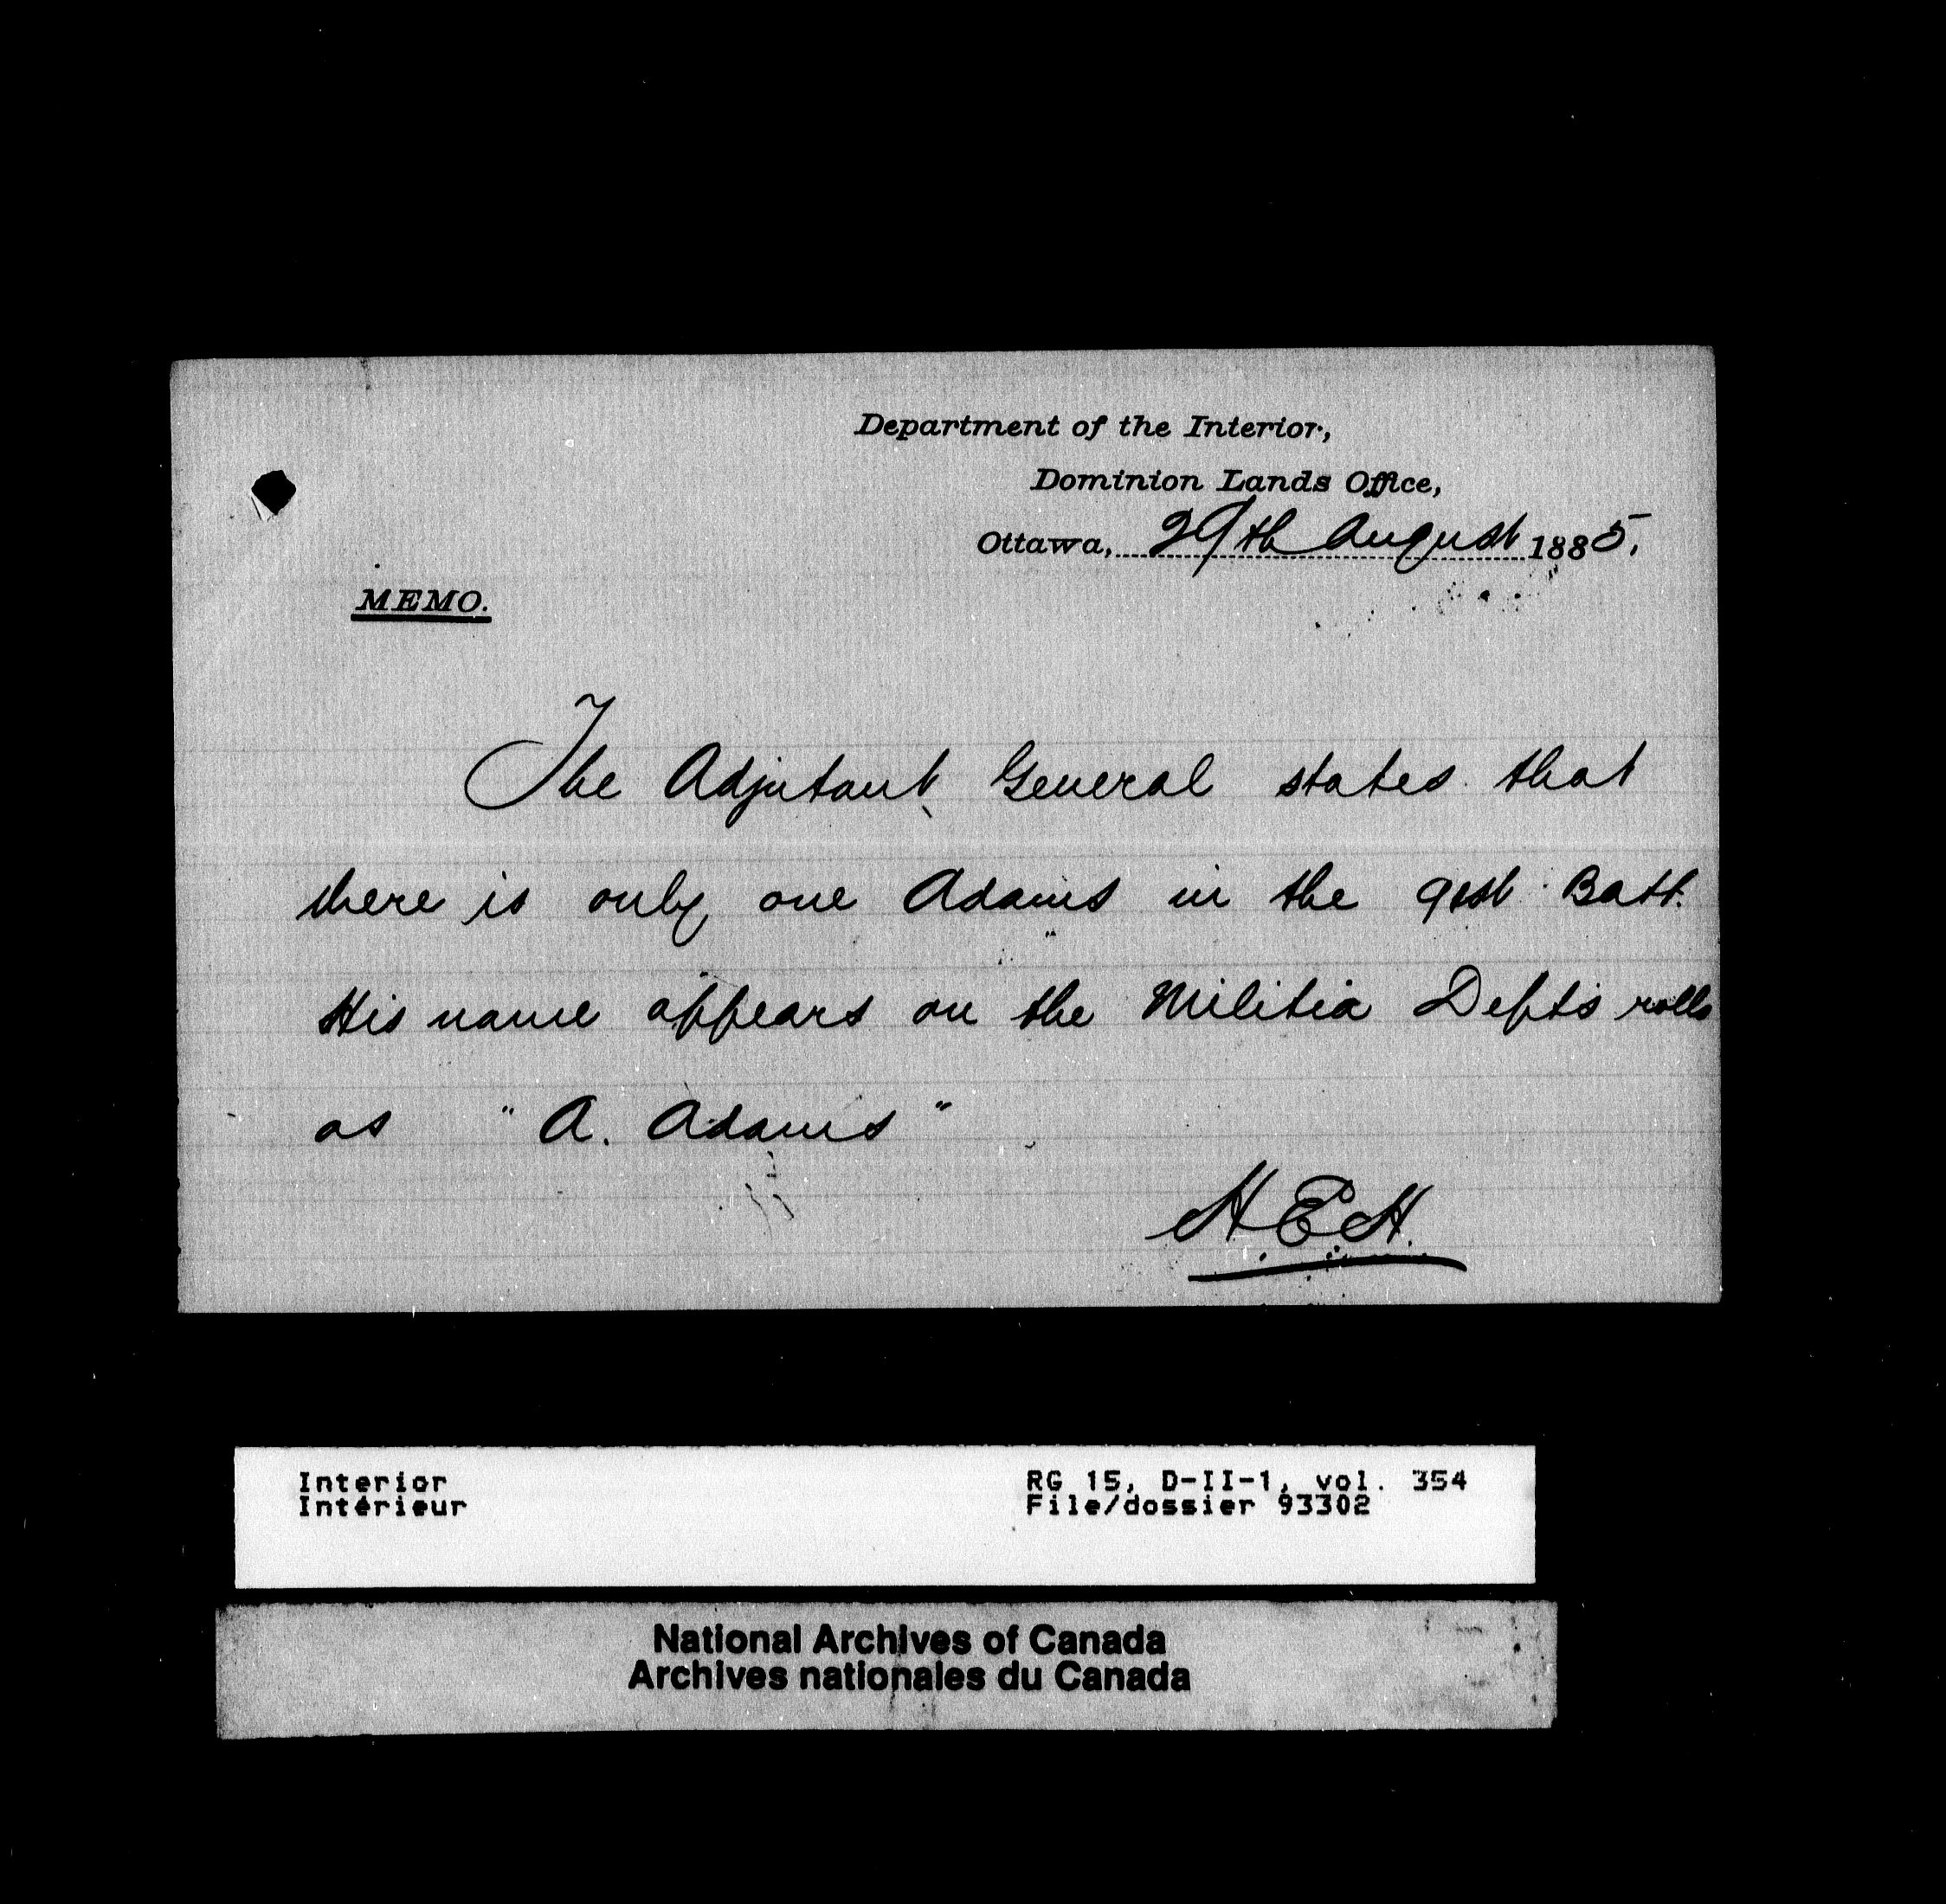 Department of the Interior,
Dominion Lands Office,
Ottawa, 29th August 1885.
MEMO.
The Adjutant General states that
there is only one Adams in the 91st Batt.
His name appears on the Militia Depts rolls
as "A. Adams"
H.E.H.
Interior RG 15, D-II-1, vol. 354
Intérieur File/dossier 93302
National Archives of Canada
Archives nationales du Canada